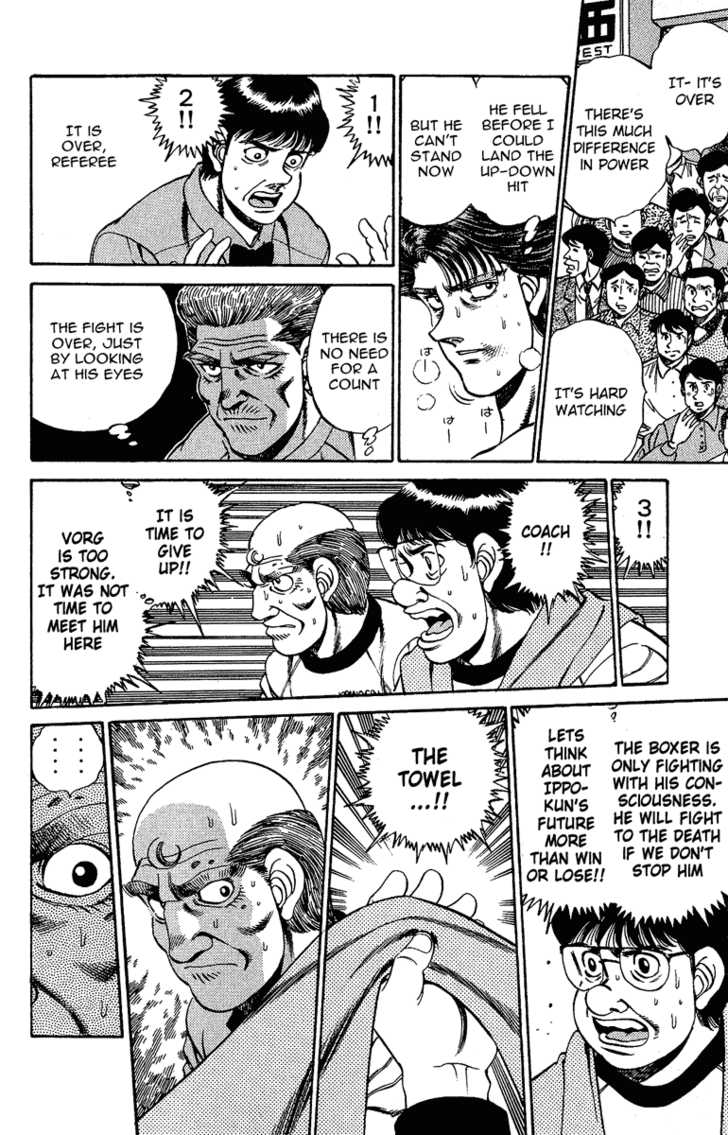 EST
IT- IT'S
OVER
THERE'S
THIS MUCH
DIFFERENCE
IN POWER
IT'S HARD
WATCHING
HE FELL
BEFORE I
COULD
LAND THE
UP-DOWN
HIT
BUT HE
CAN'T
STAND
NOW
はー
はー
1
!!
2
!!
IT IS
OVER,
REFEREE
THERE IS
NO NEED
FOR A
COUNT
THE FIGHT IS
OVER, JUST
BY LOOKING
AT HIS EYES
3
!!
COACH
!!
IT IS
TIME TO
GIVE
UP!!
VORG
IS TOO
STRONG.
IT WAS NOT
TIME TO
MEET HIM
HERE
THE BOXER IS
ONLY FIGHTING
WITH HIS CON-
SCIOUSNESS.
HE WILL FIGHT
TO THE DEATH
IF WE DON'T
STOP HIM
LETS
THINK
ABOUT
IPPO-
KUN'S
FUTURE
MORE
THAN WIN
OR LOSE!!
THE
TOWEL
...!!